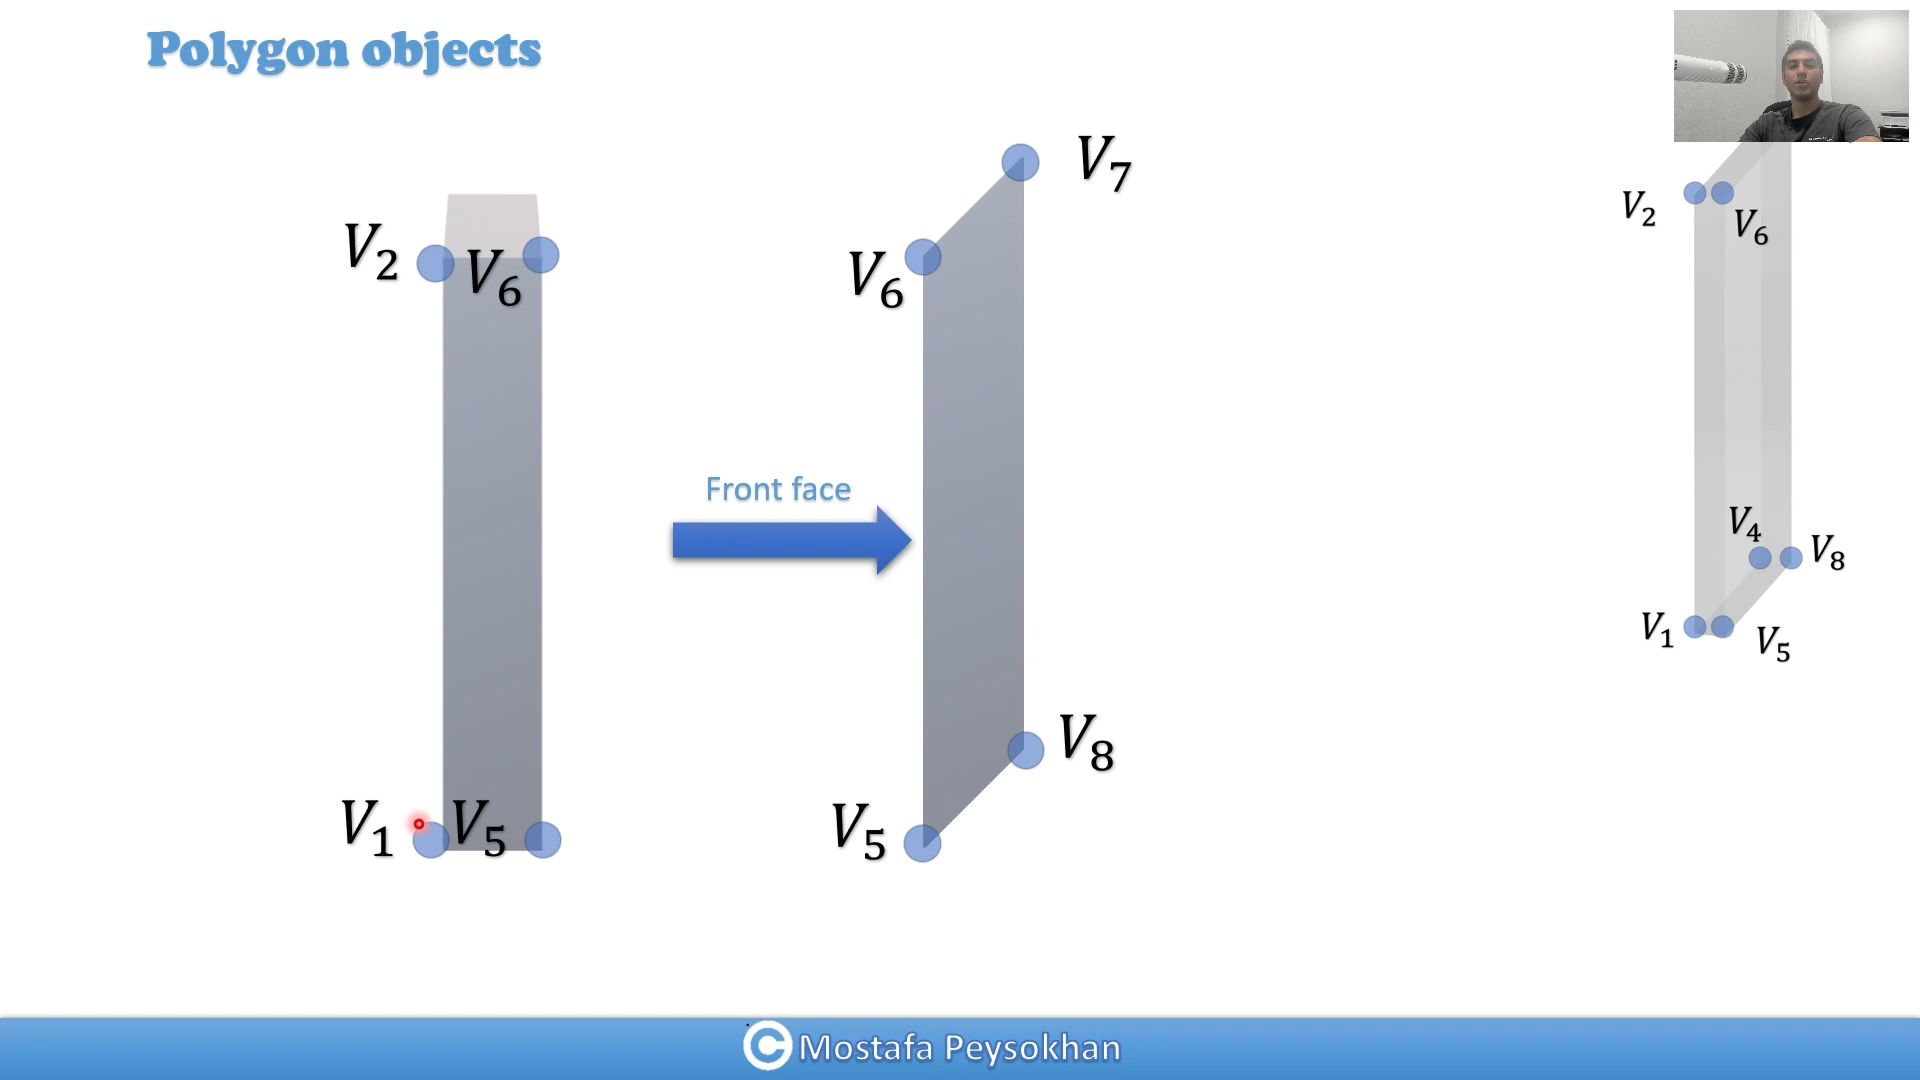 Polygon objects
V7
V2
V6
V6
V2
V6
Front face
V4
V8
V1
V5
V8
V1
V5
V5
© Mostafa Peysokhan